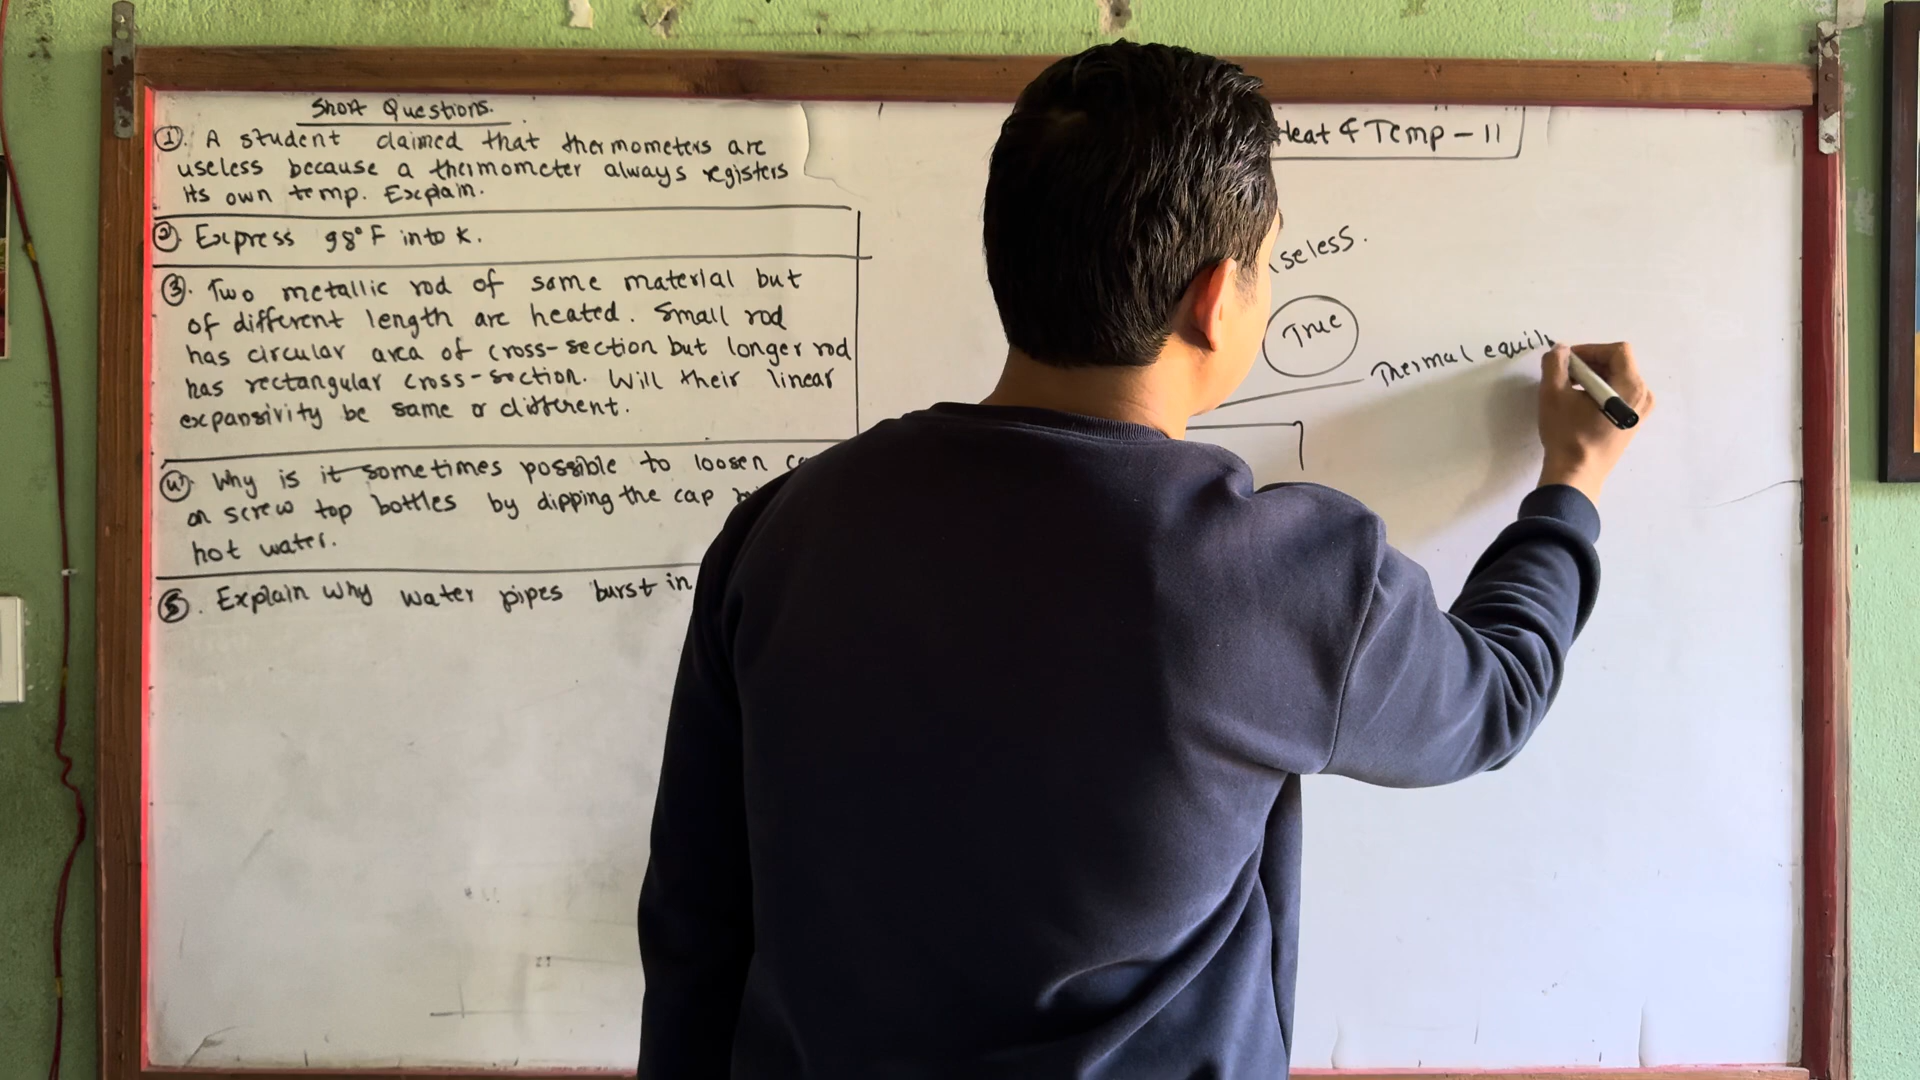 Short Questions.
①. A student claimed that thermometers are
useless because a thermometer always registers
its own temp. Explain.
②. Express 98°F into K.
③. Two metallic rod of same material but
of different length are heated. Small rod
has circular area of cross-section but longer rod
has rectangular cross-section. Will their linear
expansivity be same or different.
④. Why is it sometimes possible to loosen
on screw top bottles by dipping the cap
hot water.
⑤. Explain why water pipes burst in
Heat & Temp - 11
seless.
True
Thermal equil